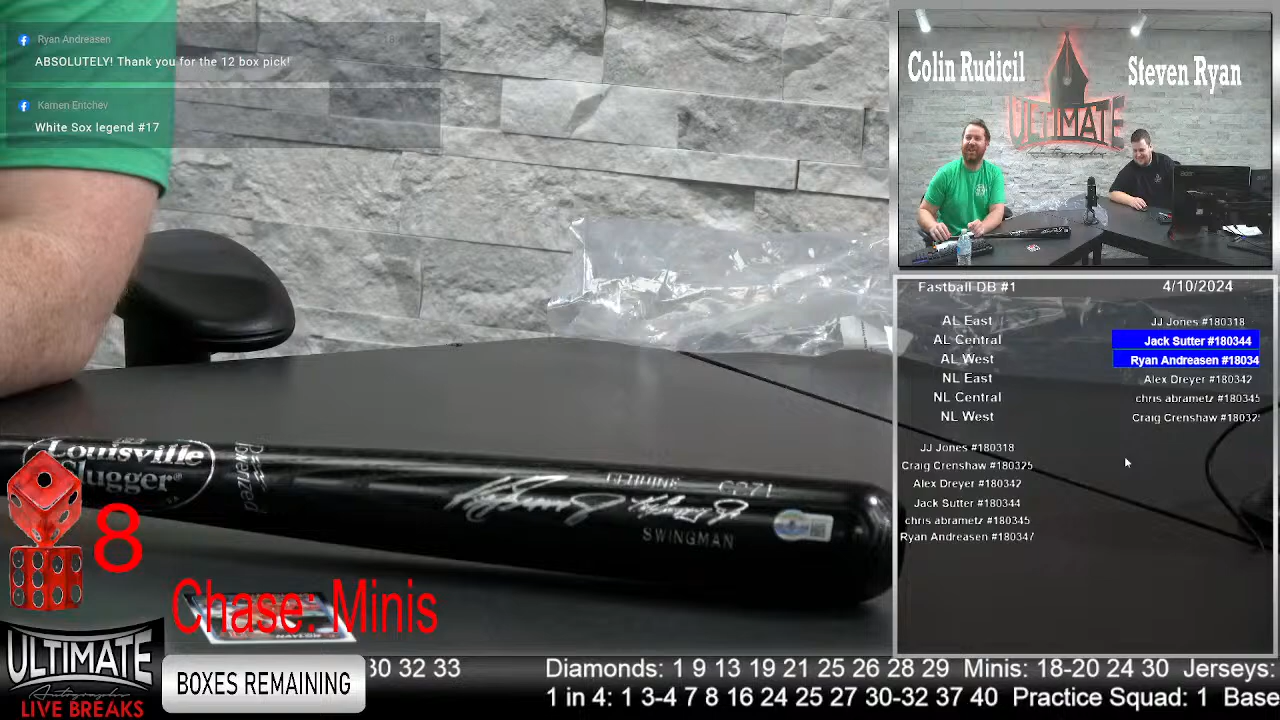 Ryan Andreasen
ABSOLUTELY! Thank you for the 12 box pick!
Kamen Entchev
White Sox legend #17
Colin Rudicil
Steven Ryan
ULTIMATE
Fastball DB #1 4/10/2024
AL East JJ Jones #180318
AL Central Jack Sutter #180344
AL West Ryan Andreasen #18034
NL East Alex Dreyer #180342
NL Central chris abrametz #180345
NL West Craig Crenshaw #18032
JJ Jones #180318
Craig Crenshaw #180325
Alex Dreyer #180342
Jack Sutter #180344
chris abrametz #180345
Ryan Andreasen #180347
Louisville
Slugger
Powerized
GENUINE C271
SWINGMAN
8
Chase: Minis
NAYLOR
ULTIMATE
Autographs
LIVE BREAKS
BOXES REMAINING
30 32 33 Diamonds: 1 9 13 19 21 25 26 28 29 Minis: 18-20 24 30 Jerseys:
1 in 4: 1 3-4 7 8 16 24 25 27 30-32 37 40 Practice Squad: 1 Base